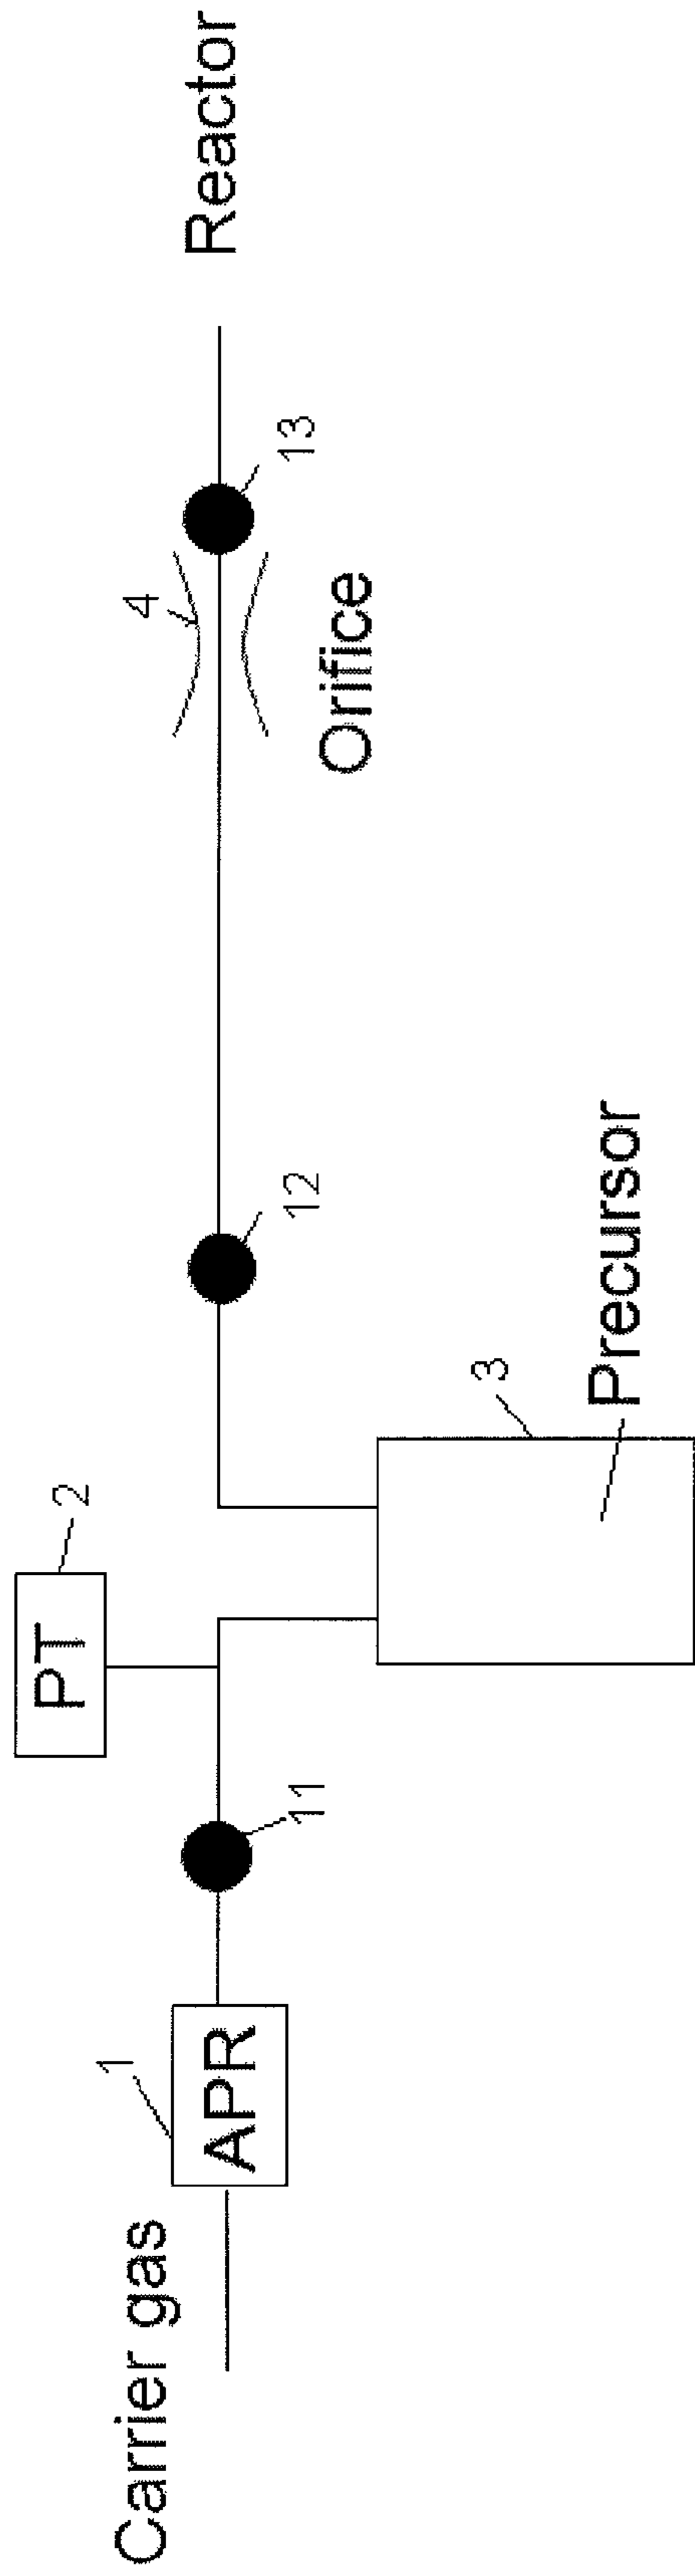 Carrier gas
1
APR
11
PT
2
3
Precursor
12
4
Orifice
13
Reactor